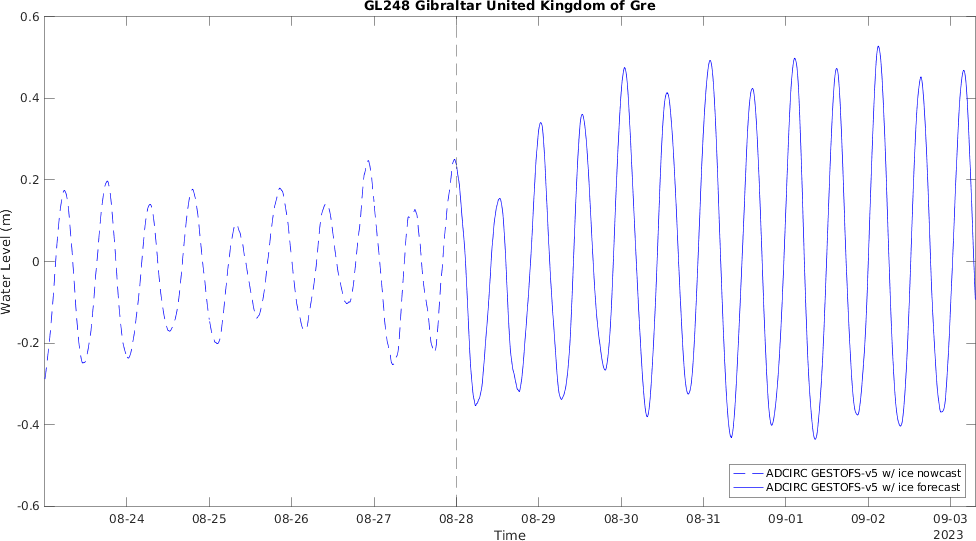 GL248 Gibraltar United Kingdom of Gre
0.6
0.4
0.2
0
-0.2
-0.4
-0.6
Water Level (m)
ADCIRC GESTOFS-v5 w/ ice nowcast
ADCIRC GESTOFS-v5 w/ ice forecast
08-24 08-25 08-26 08-27 08-28 08-29 08-30 08-31 09-01 09-02 09-03
Time
2023